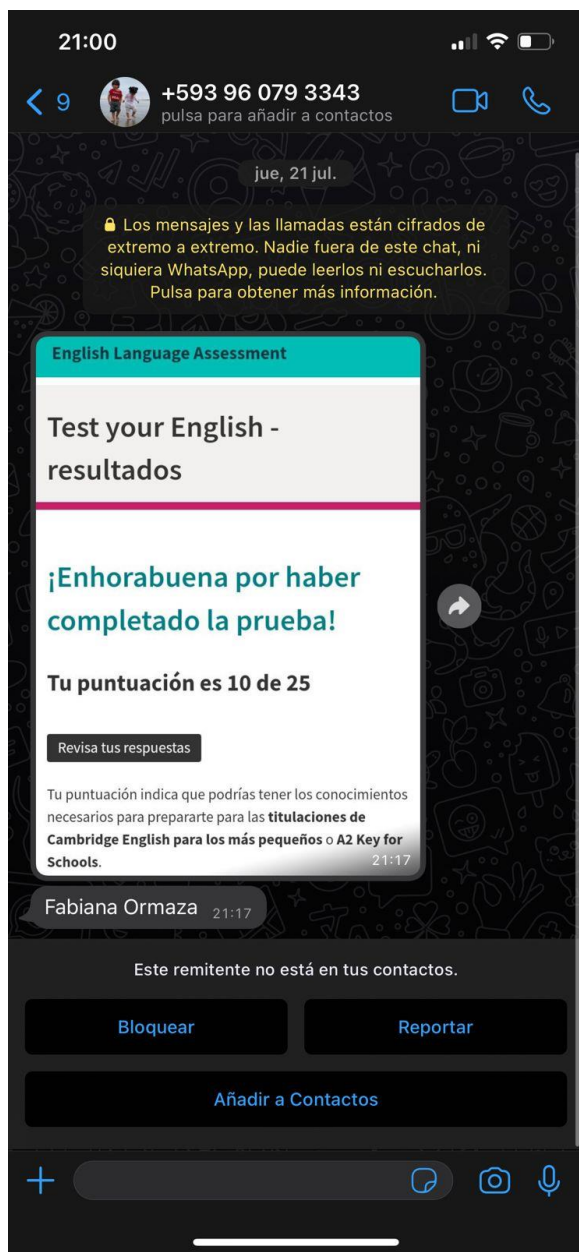 21:00
9
+593 96 079 3343
pulsa para añadir a contactos
jue, 21 jul.
Los mensajes y las llamadas están cifrados de
extremo a extremo. Nadie fuera de este chat, ni
siquiera WhatsApp, puede leerlos ni escucharlos.
Pulsa para obtener más información.
English Language Assessment
Test your English -
resultados
¡Enhorabuena por haber
completado la prueba!
Tu puntuación es 10 de 25
Revisa tus respuestas
Tu puntuación indica que podrías tener los conocimientos
necesarios para prepararte para las titulaciones de
Cambridge English para los más pequeños o A2 Key for
Schools.
21:17
Fabiana Ormaza 21:17
Este remitente no está en tus contactos.
Bloquear
Reportar
Añadir a Contactos